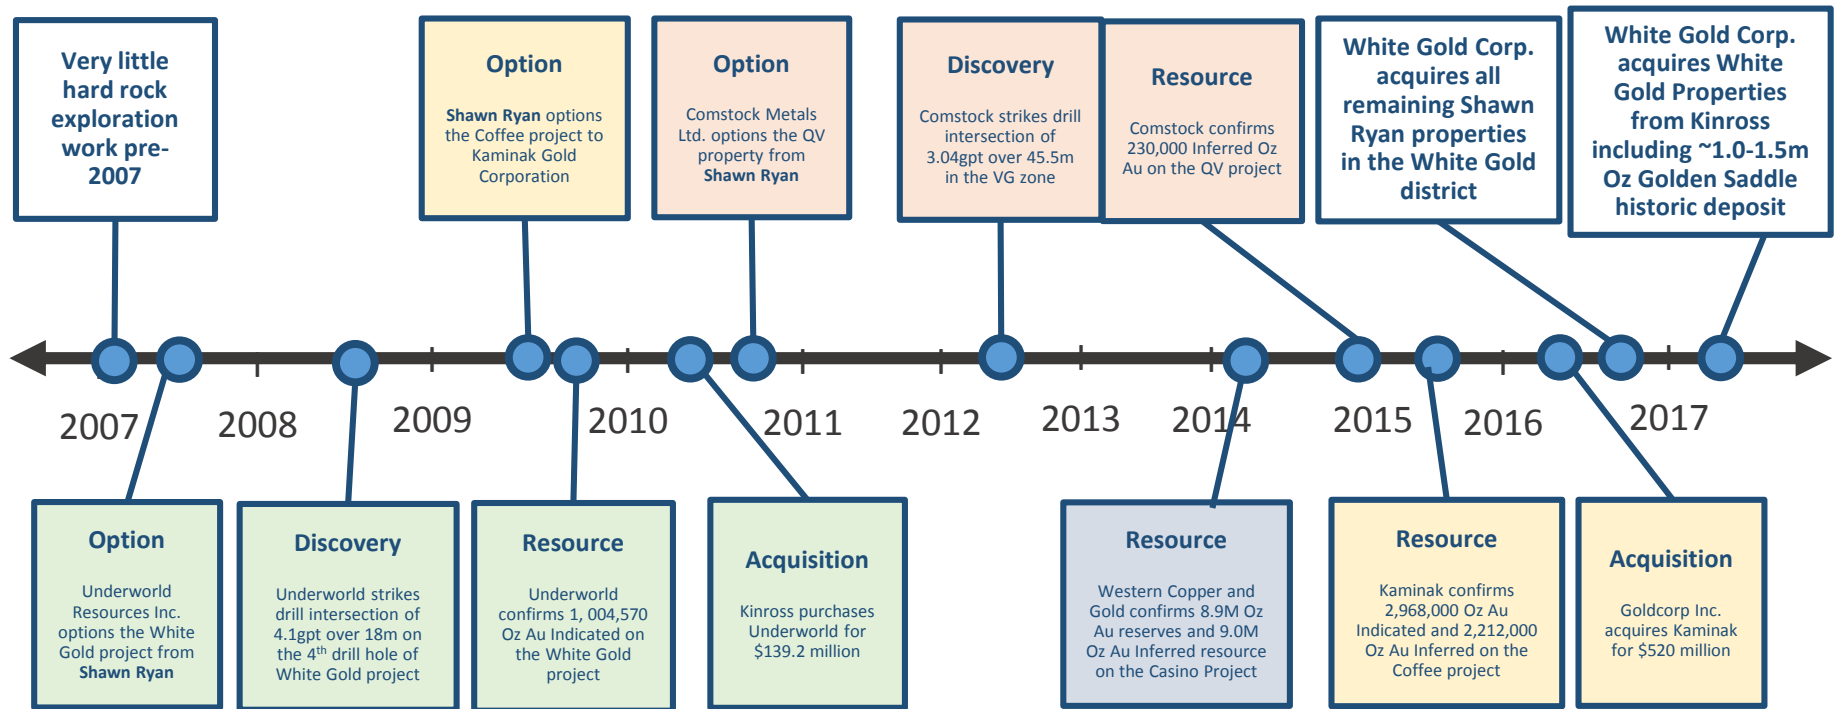 Very little
hard rock
exploration
work pre-
2007
Option
Shawn Ryan options
the Coffee project to
Kaminak Gold
Corporation
Option
Comstock Metals
Ltd. options the QV
property from
Shawn Ryan
Discovery
Comstock strikes drill
intersection of
3.04gpt over 45.5m
in the VG zone
Resource
Comstock confirms
230,000 Inferred Oz
Au on the QV project
White Gold Corp.
acquires all
remaining Shawn
Ryan properties
in the White Gold
district
White Gold Corp.
acquires White
Gold Properties
from Kinross
including ~1.0-1.5m
Oz Golden Saddle
historic deposit
2007
2008
2009
2010
2011
2012
2013
2014
2015
2016
2017
Option
Underworld
Resources Inc.
options the White
Gold project from
Shawn Ryan
Discovery
Underworld strikes
drill intersection of
4.1gpt over 18m on
the 4th drill hole of
White Gold project
Resource
Underworld
confirms 1, 004,570
Oz Au Indicated on
the White Gold
project
Acquisition
Kinross purchases
Underworld for
$139.2 million
Resource
Western Copper and
Gold confirms 8.9M Oz
Au reserves and 9.0M
Oz Au Inferred resource
on the Casino Project
Resource
Kaminak confirms
2,968,000 Oz Au
Indicated and 2,212,000
Oz Au Inferred on the
Coffee project
Acquisition
Goldcorp Inc.
acquires Kaminak
for $520 million